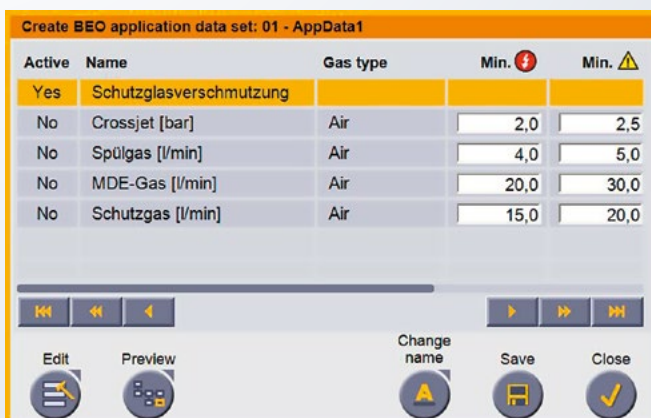 Create BEO application data set: 01 - AppData1
Active Name Gas type Min. Min.
Yes Schutzglasverschmutzung
No Crossjet [bar] Air 2,0 2,5
No Spülgas [l/min] Air 4,0 5,0
No MDE-Gas [l/min] Air 20,0 30,0
No Schutzgas [l/min] Air 15,0 20,0
Edit Preview Change name Save Close
A